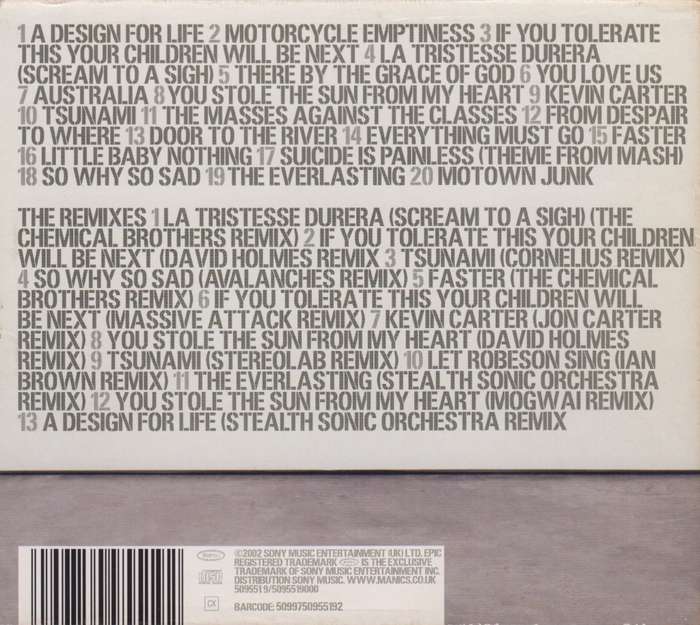 1 A DESIGN FOR LIFE 2 MOTORCYCLE EMPTINESS 3 IF YOU TOLERATE
THIS YOUR CHILDREN WILL BE NEXT 4 LA TRISTESSE DURERA
(SCREAM TO A SIGH) 5 THERE BY THE GRACE OF GOD 6 YOU LOVE US
7 AUSTRALIA 8 YOU STOLE THE SUN FROM MY HEART 9 KEVIN CARTER
10 TSUNAMI 11 THE MASSES AGAINST THE CLASSES 12 FROM DESPAIR
TO WHERE 13 DOOR TO THE RIVER 14 EVERYTHING MUST GO 15 FASTER
16 LITTLE BABY NOTHING 17 SUICIDE IS PAINLESS (THEME FROM MASH)
18 SO WHY SO SAD 19 THE EVERLASTING 20 MOTOWN JUNK
THE REMIXES 1 LA TRISTESSE DURERA (SCREAM TO A SIGH) (THE
CHEMICAL BROTHERS REMIX) 2 IF YOU TOLERATE THIS YOUR CHILDREN
WILL BE NEXT (DAVID HOLMES REMIX 3 TSUNAMI (CORNELIUS REMIX)
4 SO WHY SO SAD (AVALANCHES REMIX) 5 FASTER (THE CHEMICAL
BROTHERS REMIX) 6 IF YOU TOLERATE THIS YOUR CHILDREN WILL
BE NEXT (MASSIVE ATTACK REMIX) 7 KEVIN CARTER (JON CARTER
REMIX) 8 YOU STOLE THE SUN FROM MY HEART (DAVID HOLMES
REMIX) 9 TSUNAMI (STEREOLAB REMIX) 10 LET ROBESON SING (IAN
BROWN REMIX) 11 THE EVERLASTING (STEALTH SONIC ORCHESTRA
REMIX) 12 YOU STOLE THE SUN FROM MY HEART (MOGWAI REMIX)
13 A DESIGN FOR LIFE (STEALTH SONIC ORCHESTRA REMIX
©2002 SONY MUSIC ENTERTAINMENT (UK) LTD. EPIC
REGISTERED TRADEMARK IS THE EXCLUSIVE
TRADEMARK OF SONY MUSIC ENTERTAINMENT INC.
DISTRIBUTION SONY MUSIC. WWW.MANICS.CO.UK
509551 9/5095519000
CX
BARCODE: 5099750955192